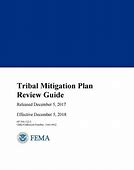 Tribal Mitigation Plan
Review Guide
Released December 5, 2017
Effective December 5, 2018
FEMA